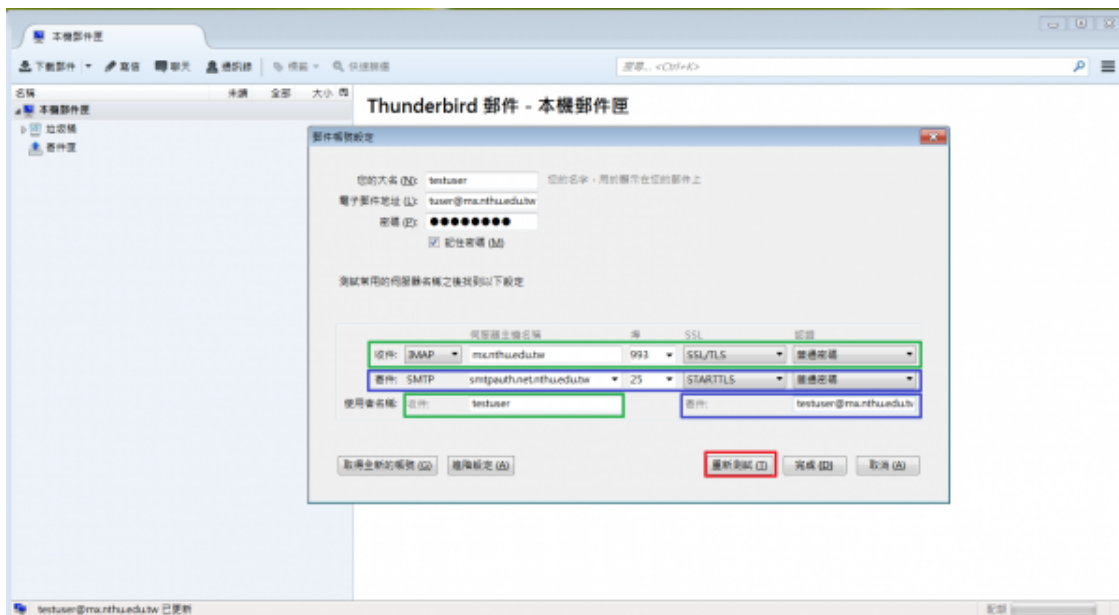 本機郵件匣
下載郵件 寫信 聊天 通訊錄 標籤 快速篩選 搜尋... <Ctrl+K>
名稱 未讀 全部 大小
本機郵件匣
垃圾桶
寄件匣
Thunderbird 郵件 - 本機郵件匣
郵件帳號設定
您的大名 (N): testuser 您的名字，用於顯示在您的郵件上
電子郵件地址 (L): tuser@mx.nthu.edu.tw
密碼 (P): ●●●●●●●●
記住密碼 (M)
測試常用的伺服器名稱之後找到以下設定
伺服器主機名稱 埠 SSL 認證
收件: IMAP mx.nthu.edu.tw 993 SSL/TLS 普通密碼
寄件: SMTP smtpauth.net.nthu.edu.tw 25 STARTTLS 普通密碼
使用者名稱: 收件: testuser 寄件: testuser@mx.nthu.edu.tv
取得全新的帳號 (G) 進階設定 (A) 重新測試 (T) 完成 (D) 取消 (A)
testuser@mx.nthu.edu.tw 已更新